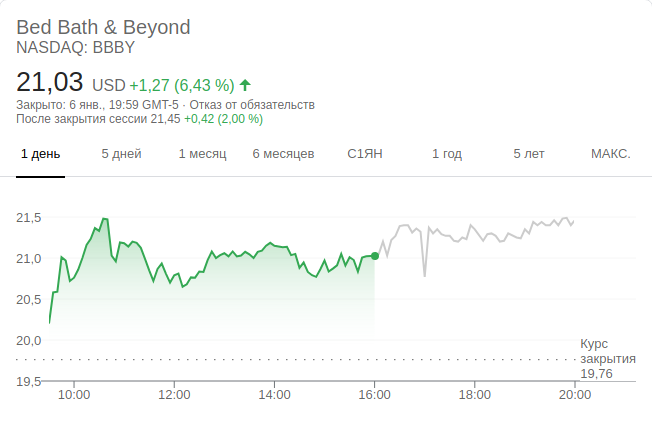 Bed Bath & Beyond
NASDAQ: BBBY
21,03 USD +1,27 (6,43 %)
Закрыто: 6 янв., 19:59 GMT-5 · Отказ от обязательств
После закрытия сессии 21,45 +0,42 (2,00 %)
1 день 5 дней 1 месяц 6 месяцев С1ЯН 1 год 5 лет МАКС.
21,5
21,0
20,5
20,0
Курс
закрытия
19,76
19,5
10:00 12:00 14:00 16:00 18:00 20:00